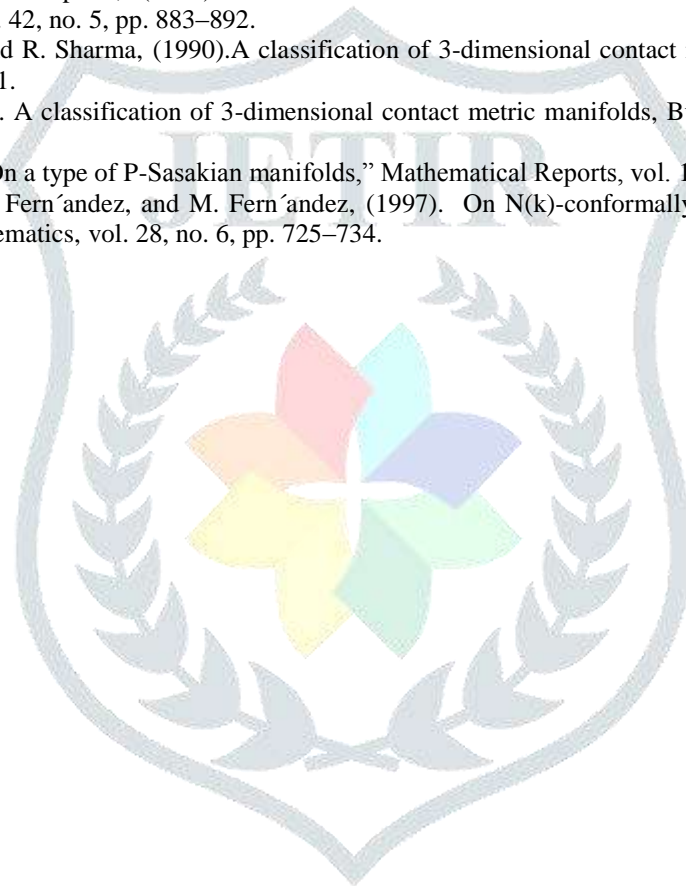 . 42, no. 5, pp. 883–892.
d R. Sharma, (1990).A classification of 3-dimensional contact
1.
. A classification of 3-dimensional contact metric manifolds, B
JETIR
n a type of P-Sasakian manifolds,” Mathematical Reports, vol. 1
Fern´andez, and M. Fern´andez, (1997). On N(k)-conformally
ematics, vol. 28, no. 6, pp. 725–734.